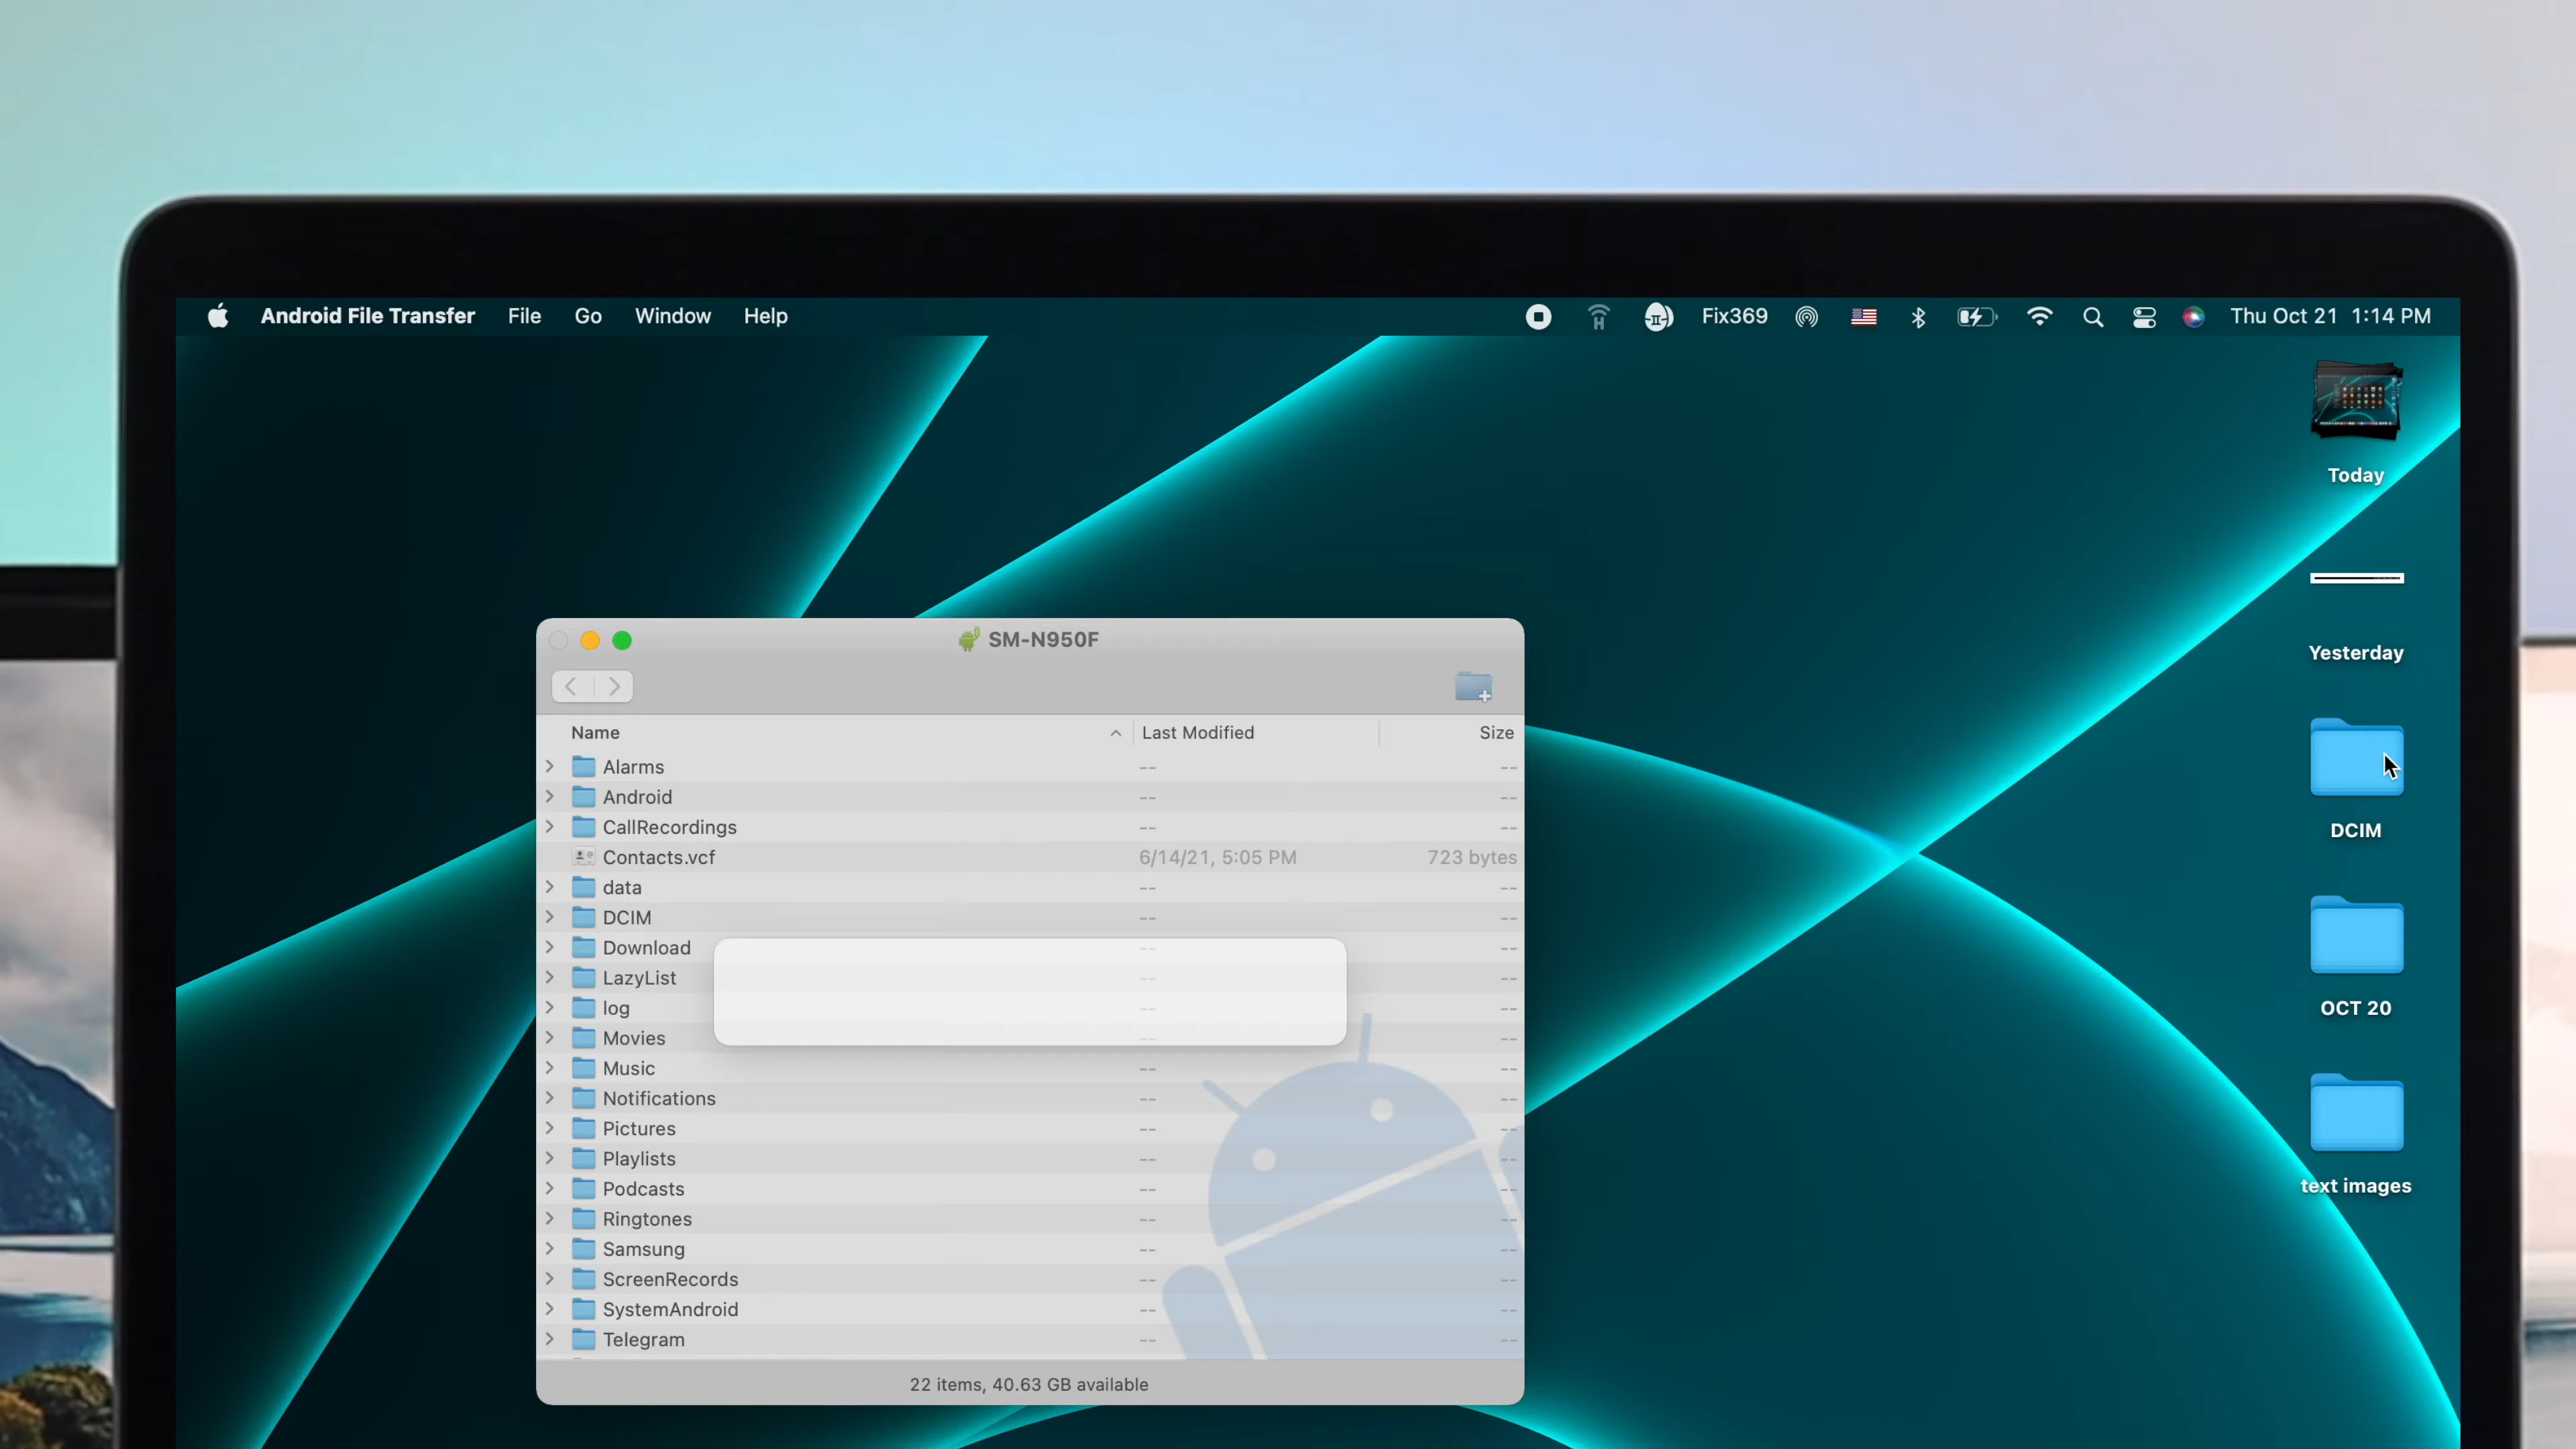 Android File Transfer File Go Window Help Fix369 Thu Oct 21 1:14 PM
Today
Yesterday
DCIM
OCT 20
text images
SM-N950F
Name Last Modified Size
Alarms -- --
Android -- --
CallRecordings -- --
Contacts.vcf 6/14/21, 5:05 PM 723 bytes
data -- --
DCIM -- --
Download -- --
LazyList -- --
log -- --
Movies -- --
Music -- --
Notifications -- --
Pictures -- --
Playlists -- --
Podcasts -- --
Ringtones -- --
Samsung -- --
ScreenRecords -- --
SystemAndroid -- --
Telegram -- --
22 items, 40.63 GB available